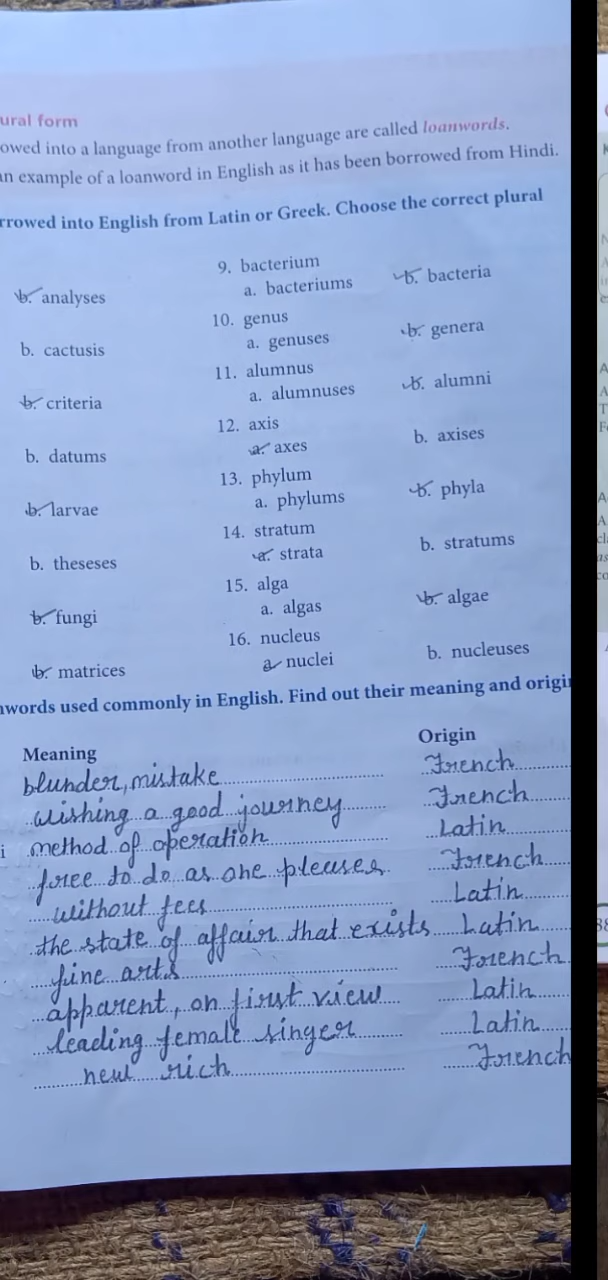 ural form
owed into a language from another language are called loanwords.
an example of a loanword in English as it has been borrowed from Hindi.
rrowed into English from Latin or Greek. Choose the correct plural
b. analyses
b. cactusis
b. criteria
b. datums
b. larvae
b. theseses
b. fungi
b. matrices
9. bacterium
a. bacteriums b. bacteria
10. genus
a. genuses b. genera
11. alumnus
a. alumnuses b. alumni
12. axis
a. axes b. axises
13. phylum
a. phylums b. phyla
14. stratum
a. strata b. stratums
15. alga
a. algas b. algae
16. nucleus
a. nuclei b. nucleuses
nwords used commonly in English. Find out their meaning and origi
Meaning Origin
blunder, mistake French
wishing a good journey French
i method of operation Latin
free to do as one pleases French
without fees Latin
the state of affair that exists Latin
fine arts French
apparent, on first view Latin
leading female singer Latin
new rich French